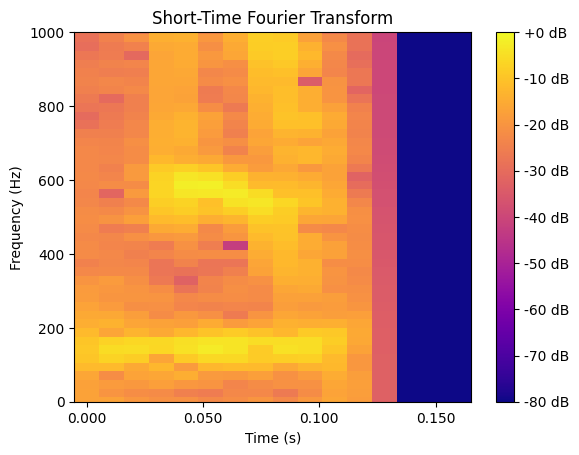 Short-Time Fourier Transform
1000
800
600
400
200
0
Frequency (Hz)
0.000
0.050
0.100
0.150
Time (s)
+0 dB
-10 dB
-20 dB
-30 dB
-40 dB
-50 dB
-60 dB
-70 dB
-80 dB